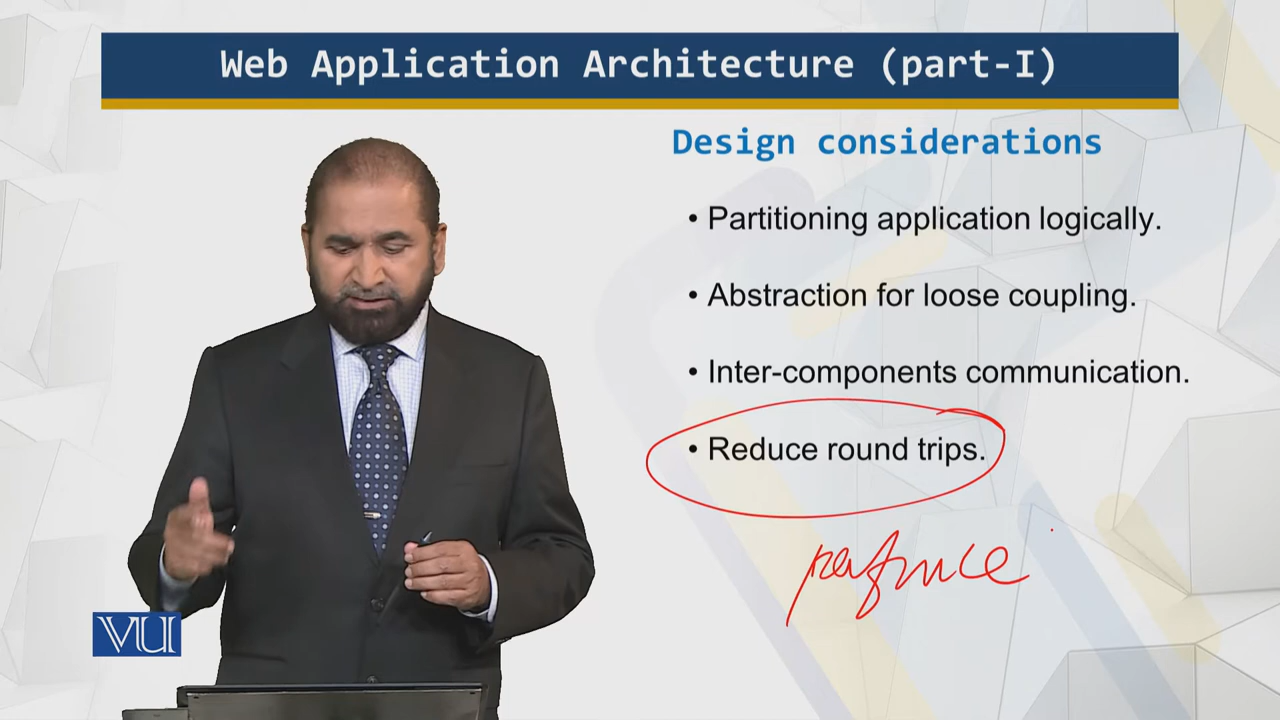 Web Application Architecture (part-I)
Design considerations
• Partitioning application logically.
• Abstraction for loose coupling.
• Inter-components communication.
• Reduce round trips.
VU